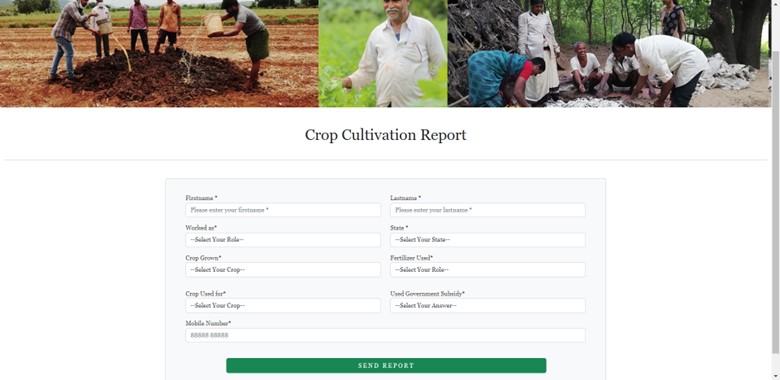 Crop Cultivation Report
Firstname *
Lastname *
Please enter your firstname *
Please enter your lastname *
Worked as*
State *
--Select Your Role--
--Select Your State--
Crop Grown*
Fertilizer Used*
--Select Your Crop--
--Select Your Role--
Crop Used for*
Used Government Subsidy*
--Select Your Crop--
--Select Your Answer--
Mobile Number*
88888 88888
SEND REPORT